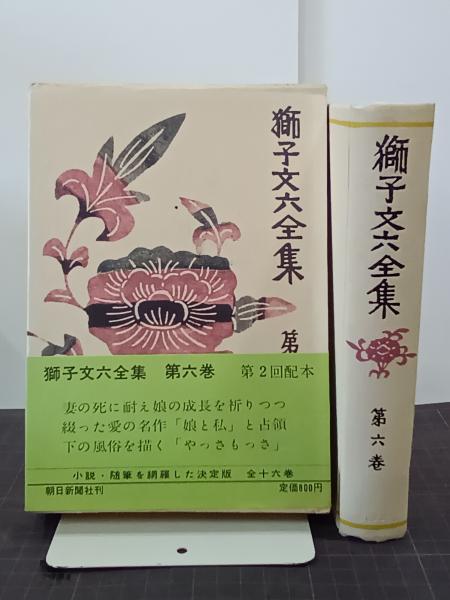 獅子文六全集
第
獅子文六全集 第六巻 第2回配本
妻の死に耐え娘の成長を祈りつつ
綴った愛の名作「娘と私」と占領
下の風俗を描く「やっさもっさ」
小説・随筆を網羅した決定版 全十六巻
朝日新聞社刊 定価800円
獅子文六全集
第六巻